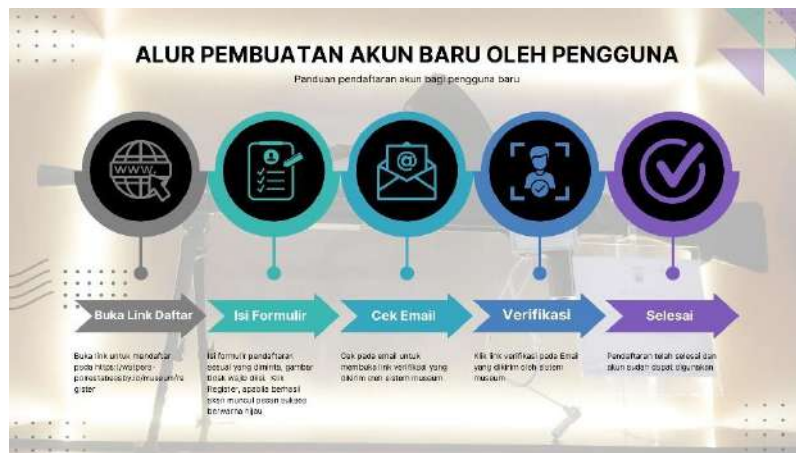 ALUR PEMBUATAN AKUN BARU OLEH PENGGUNA
Panduan pendaftaran akun bagi pengguna baru
www.
@
Buka Link Daftar
Isi Formulir
Cek Email
Verifikasi
Selesai
Buka link untuk mendaftar
pada
gister
Isi formulir pendaftaran
sesuai yang diminta, gambar
tidak wajib diisi. Klik
Register, apabila berhasil
akan muncul pesan sukses
berwarna hijau
Cek pada email untuk
membuka link verifikasi yang
dikirim oleh sistem museum
Klik link verifikasi pada Email
yang dikirim oleh sistem
museum
Pendaftaran telah selesai dan
akun sudah dapat digunakan